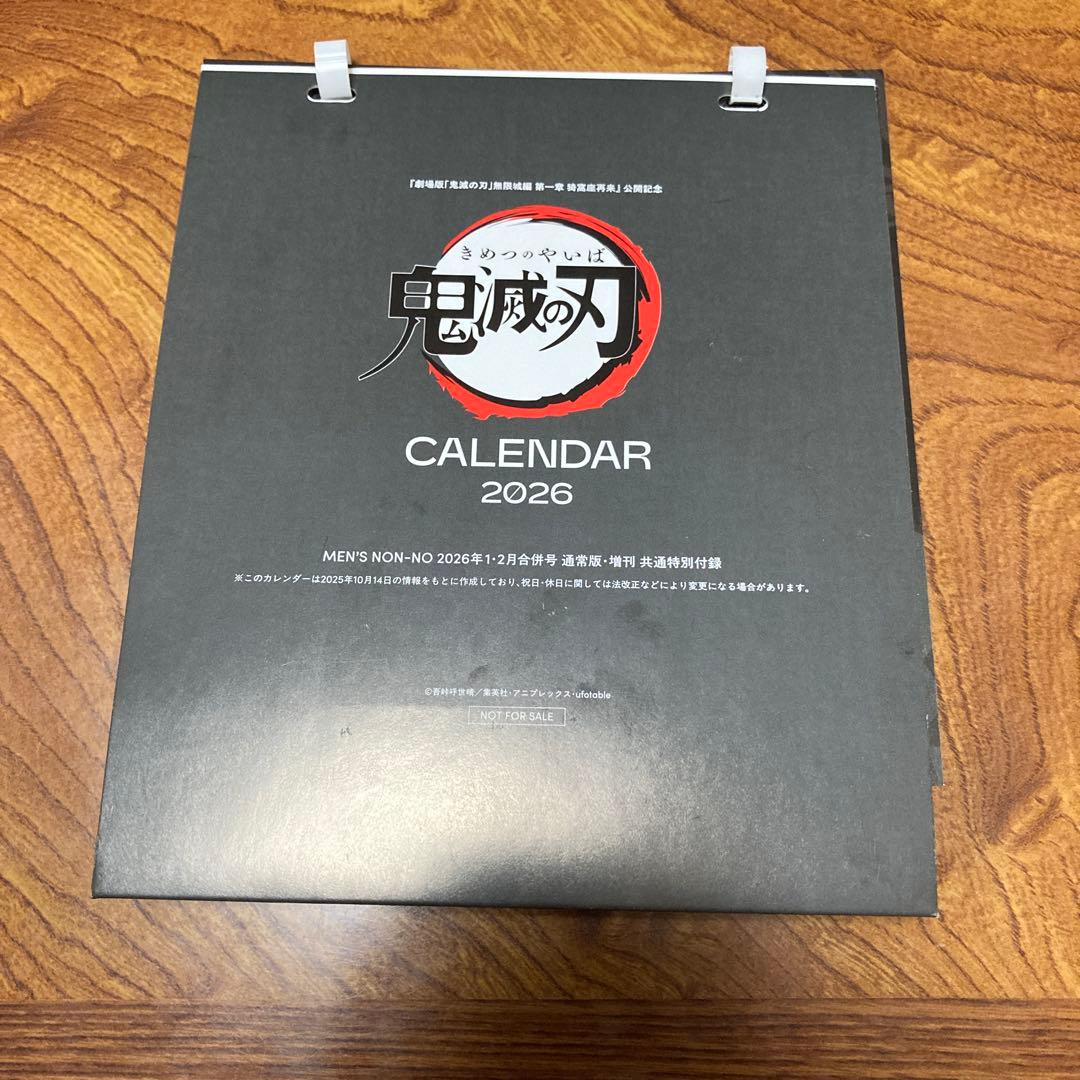 『劇場版「鬼滅の刃」無限城編 第一章 猗窩座再来』公開記念
きめつのやいば
鬼滅の刃
CALENDAR
2026
MEN'S NON-NO 2026年1・2月合併号 通常版・増刊 共通特別付録
※このカレンダーは2025年10月14日の情報をもとに作成しており、祝日・休日に関しては法改正などにより変更になる場合があります。
©吾峠呼世晴／集英社・アニプレックス・ufotable
NOT FOR SALE